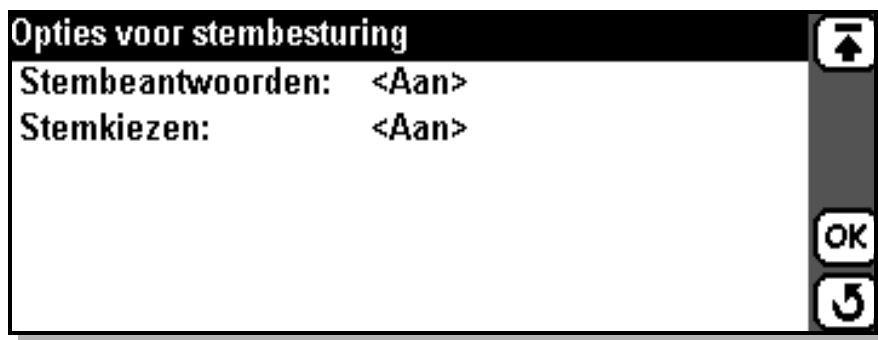 Opties voor stembesturing
Stembeantwoorden: <Aan>
Stemkiezen: <Aan>
OK